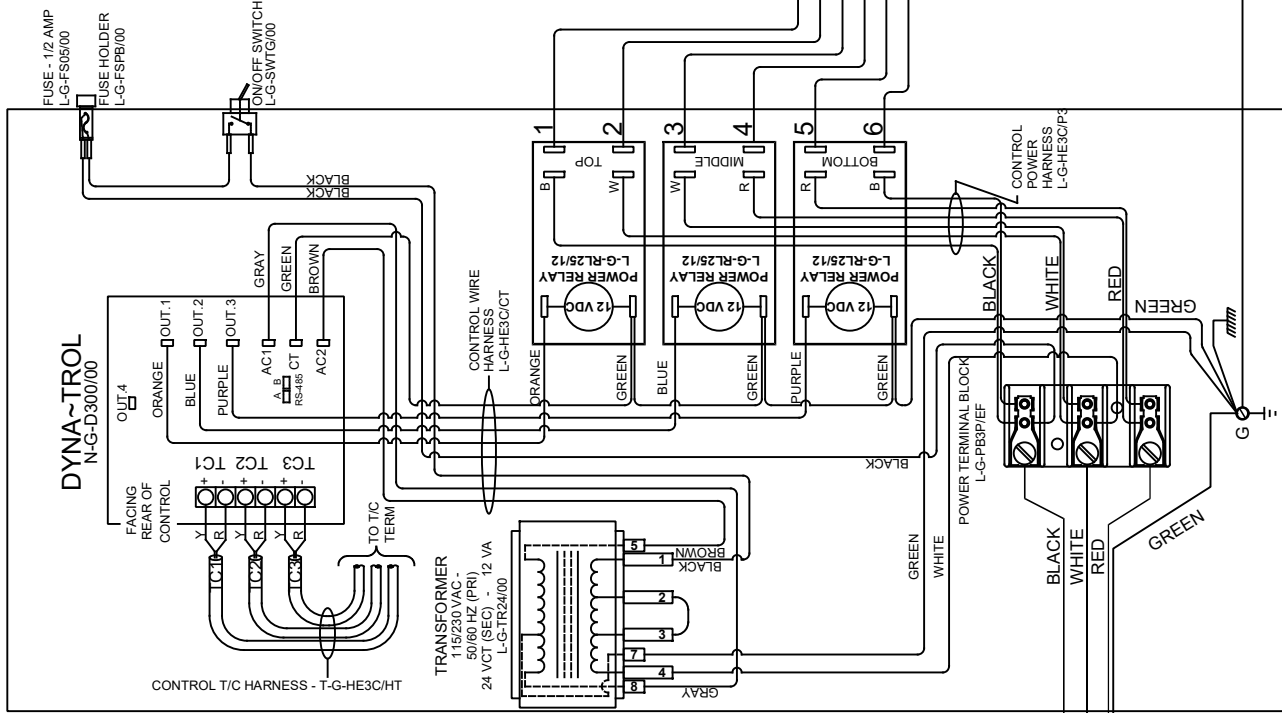 FUSE - 1/2 AMP
L-G-FS05/00
FUSE HOLDER
L-G-FSPB/00
ON/OFF SWITCH
L-G-SWTG/00
BLACK
BLACK
1
2
3
4
5
6
TOP
MIDDLE
BOTTOM
B
W
W
R
R
B
CONTROL
POWER
HARNESS
L-G-HE3C/P3
POWER RELAY
L-G-RL25/12
POWER RELAY
L-G-RL25/12
POWER RELAY
L-G-RL25/12
12 VDC
12 VDC
12 VDC
DYNA~TROL
N-G-D300/00
OUT.4
OUT.1
OUT.2
OUT.3
AC1
CT
AC2
A B
RS-485
ORANGE
BLUE
PURPLE
GRAY
GREEN
BROWN
CONTROL WIRE
HARNESS
L-G-HE3C/CT
ORANGE
GREEN
BLUE
GREEN
PURPLE
GREEN
BLACK
WHITE
RED
GREEN
BLACK
G
FACING
REAR OF
CONTROL
TC1
TC2
TC3
+
-
+
-
+
-
Y
R
Y
R
Y
R
TC1
TC2
TC3
TO T/C
TERM
CONTROL T/C HARNESS - T-G-HE3C/HT
TRANSFORMER
115/230 VAC -
50/60 HZ (PRI)
24 VCT (SEC) - 12 VA
L-G-TR24/00
5
BROWN
1
BLACK
2
3
7
4
8
GRAY
GREEN
WHITE
POWER TERMINAL BLOCK
L-G-PB3P/EF
BLACK
WHITE
RED
GREEN